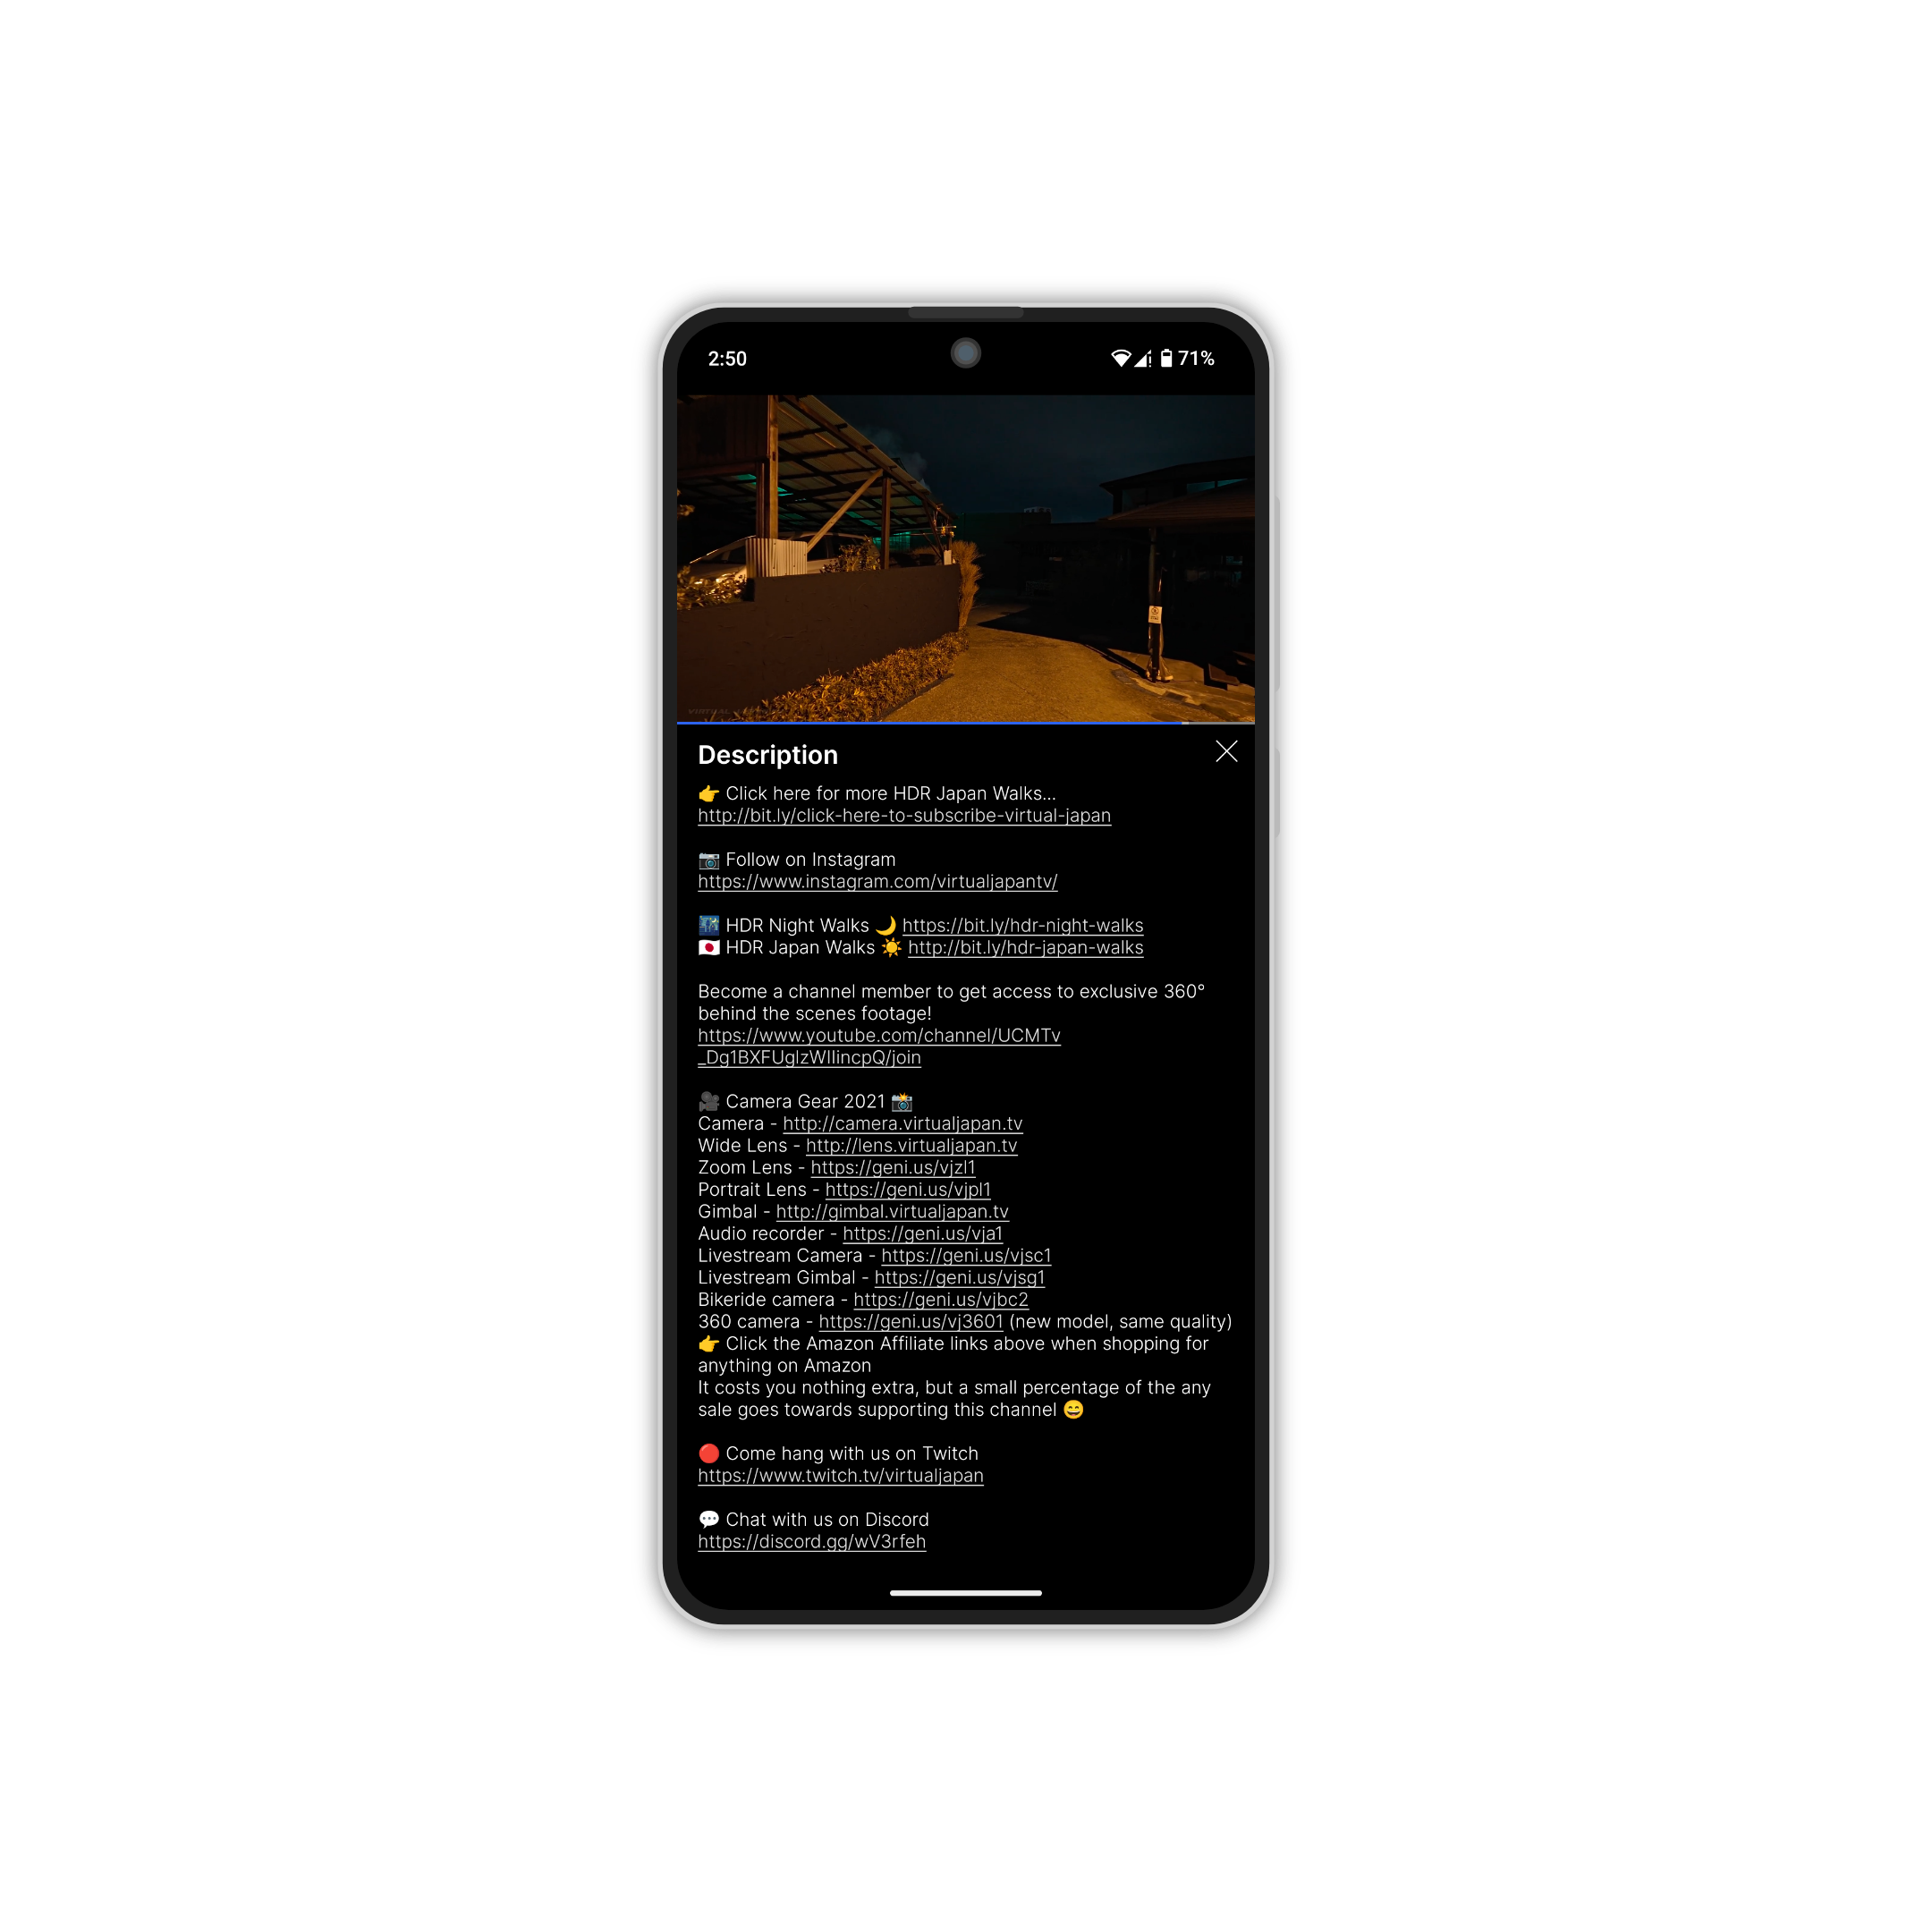 2:50
71%
Description
👉 Click here for more HDR Japan Walks...
http://bit.ly/click-here-to-subscribe-virtual-japan
📷 Follow on Instagram
https://www.instagram.com/virtualjapantv/
🌃 HDR Night Walks 🌙 https://bit.ly/hdr-night-walks
🇯🇵 HDR Japan Walks ☀️ http://bit.ly/hdr-japan-walks
Become a channel member to get access to exclusive 360°
behind the scenes footage!
https://www.youtube.com/channel/UCMTv
_Dg1BXFUglzWIIincpQ/join
🎥 Camera Gear 2021 📸
Camera - http://camera.virtualjapan.tv
Wide Lens - http://lens.virtualjapan.tv
Zoom Lens - https://geni.us/vjzl1
Portrait Lens - https://geni.us/vjpl1
Gimbal - http://gimbal.virtualjapan.tv
Audio recorder - https://geni.us/vja1
Livestream Camera - https://geni.us/vjsc1
Livestream Gimbal - https://geni.us/vjsg1
Bikeride camera - https://geni.us/vjbc2
360 camera - https://geni.us/vj3601 (new model, same quality)
👉 Click the Amazon Affiliate links above when shopping for
anything on Amazon
It costs you nothing extra, but a small percentage of the any
sale goes towards supporting this channel 😄
🔴 Come hang with us on Twitch
https://www.twitch.tv/virtualjapan
💬 Chat with us on Discord
https://discord.gg/wV3rfeh